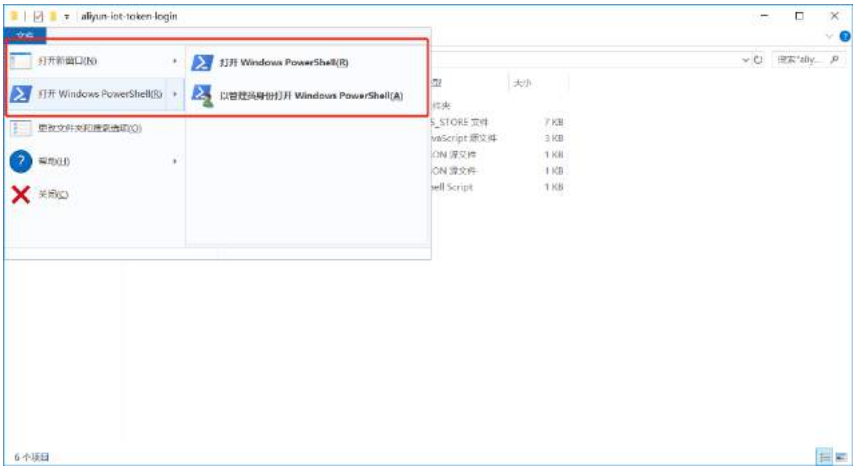 aliyun-iot-token-login
文件
打开新窗口(N)
打开 Windows PowerShell(R)
打开 Windows PowerShell(R)
以管理员身份打开 Windows PowerShell(A)
更改文件夹和搜索选项(O)
帮助(H)
关闭(C)
搜索"aliy...
型
大小
件夹
S_STORE 文件
7 KB
vaScript 源文件
3 KB
ON 源文件
1 KB
ON 源文件
1 KB
ell Script
1 KB
6 个项目